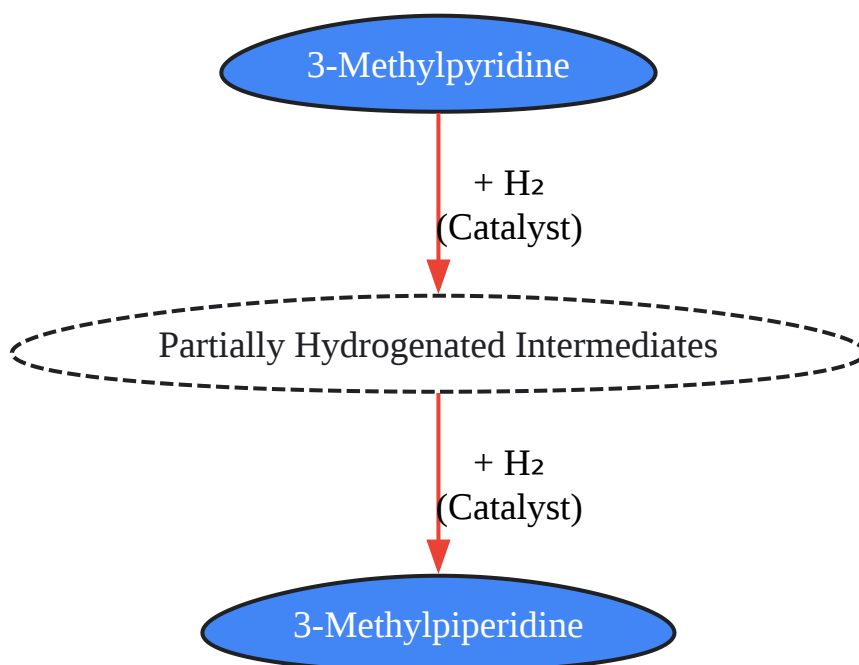 3-Methylpyridine
+ H₂
(Catalyst)
Partially Hydrogenated Intermediates
+ H₂
(Catalyst)
3-Methylpiperidine